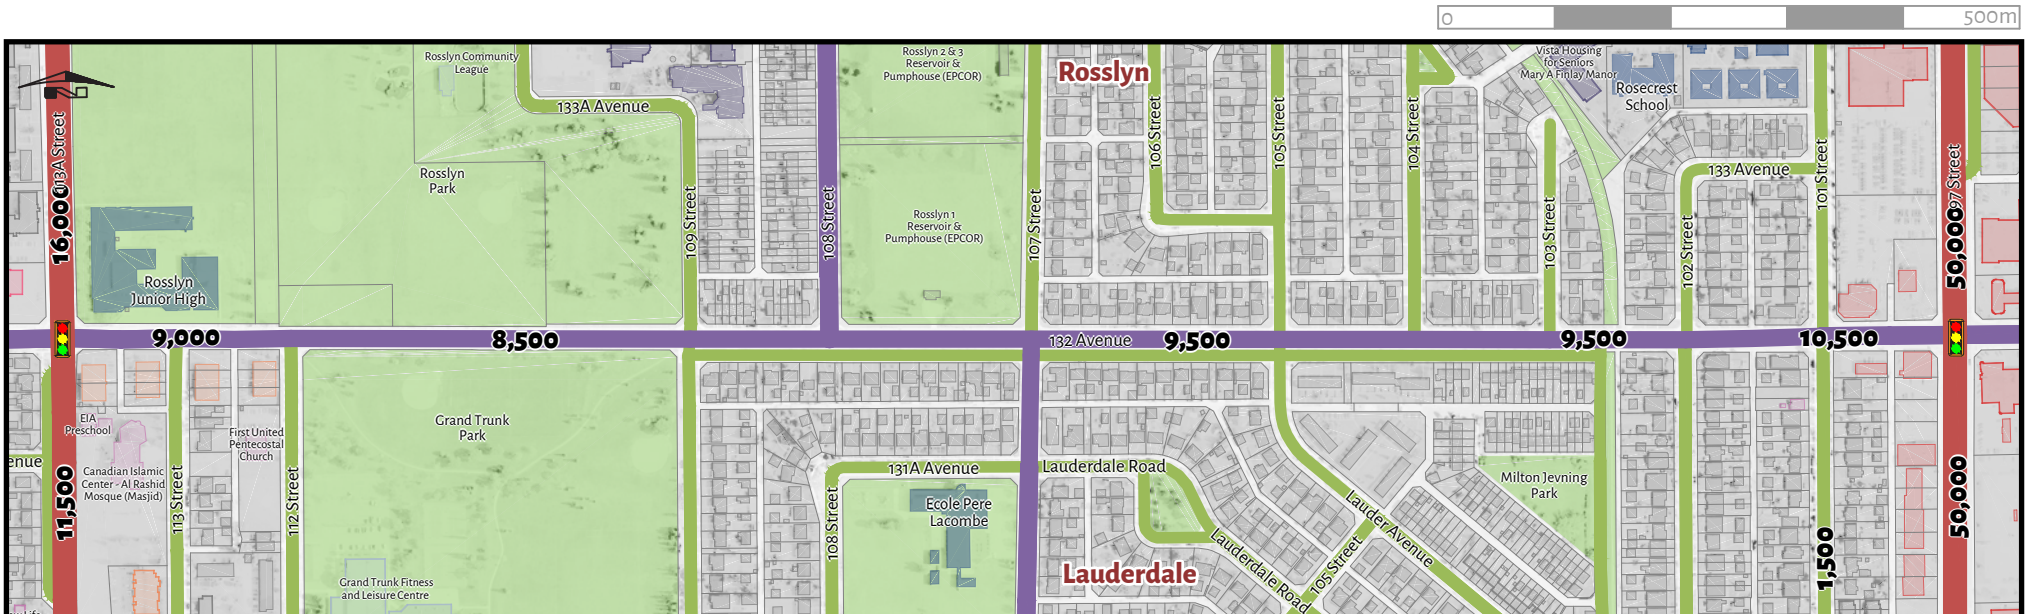 0
500m
Rosslyn Community
League
Rosslyn 2 & 3
Reservoir &
Pumphouse (EPCOR)
Rosslyn
Vista Housing
for Seniors
Mary A Finlay Manor
Rosecrest
School
133A Avenue
113A Street
16,000
Rosslyn
Park
109 Street
108 Street
Rosslyn 1
Reservoir &
Pumphouse (EPCOR)
107 Street
106 Street
105 Street
104 Street
103 Street
102 Street
133 Avenue
101 Street
97 Street
50,000
Rosslyn
Junior High
9,000
8,500
132 Avenue
9,500
9,500
10,500
EIA
Preschool
Canadian Islamic
Center - Al Rashid
Mosque (Masjid)
First United
Pentecostal
Church
Grand Trunk
Park
enue
11,500
113 Street
112 Street
131A Avenue
108 Street
Ecole Pere
Lacombe
Lauderdale Road
Lauder Avenue
Milton Jevning
Park
50,000
1,500
Lauderdale Road
105 Street
Lauderdale
Grand Trunk Fitness
and Leisure Centre